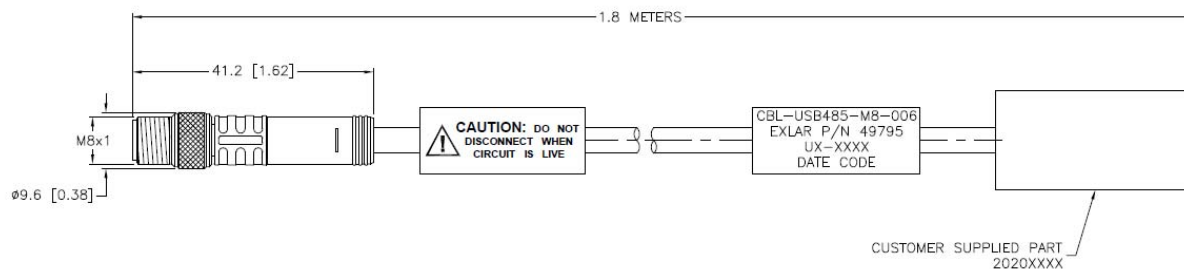 1.8 METERS
41.2 [1.62]
M8x1
ø9.6 [0.38]
CAUTION: DO NOT
DISCONNECT WHEN
CIRCUIT IS LIVE
CBL-USB485-M8-006
EXLAR P/N 49795
UX-XXXX
DATE CODE
CUSTOMER SUPPLIED PART
2020XXXX